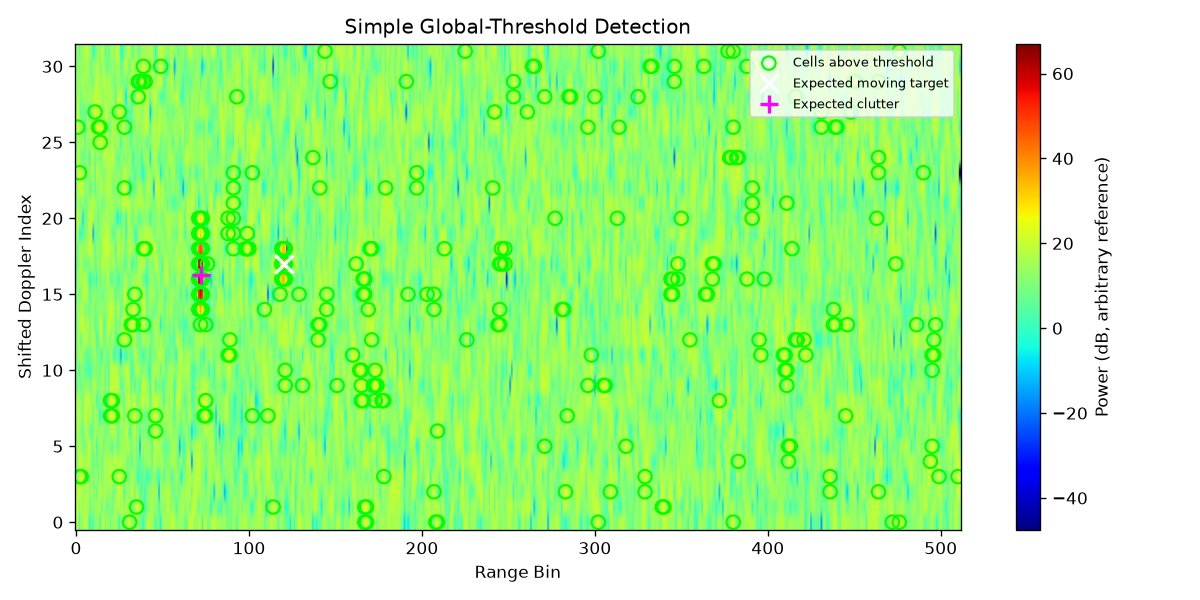 Simple Global-Threshold Detection
Cells above threshold
Expected moving target
Expected clutter
Shifted Doppler Index
30
25
20
15
10
5
0
0
100
200
300
400
500
Range Bin
60
40
20
0
−20
−40
Power (dB, arbitrary reference)